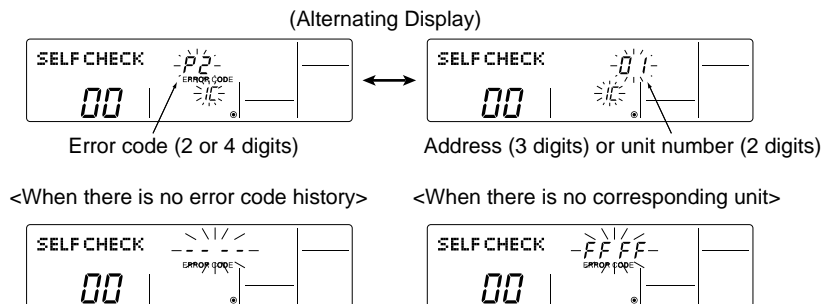 (Alternating Display)
SELF CHECK P2 SELF CHECK 01
ERROR CODE
00 1C 00 1C
Error code (2 or 4 digits) Address (3 digits) or unit number (2 digits)
<When there is no error code history> <When there is no corresponding unit>
SELF CHECK - - - - SELF CHECK FFFF
ERROR CODE ERROR CODE
00 00